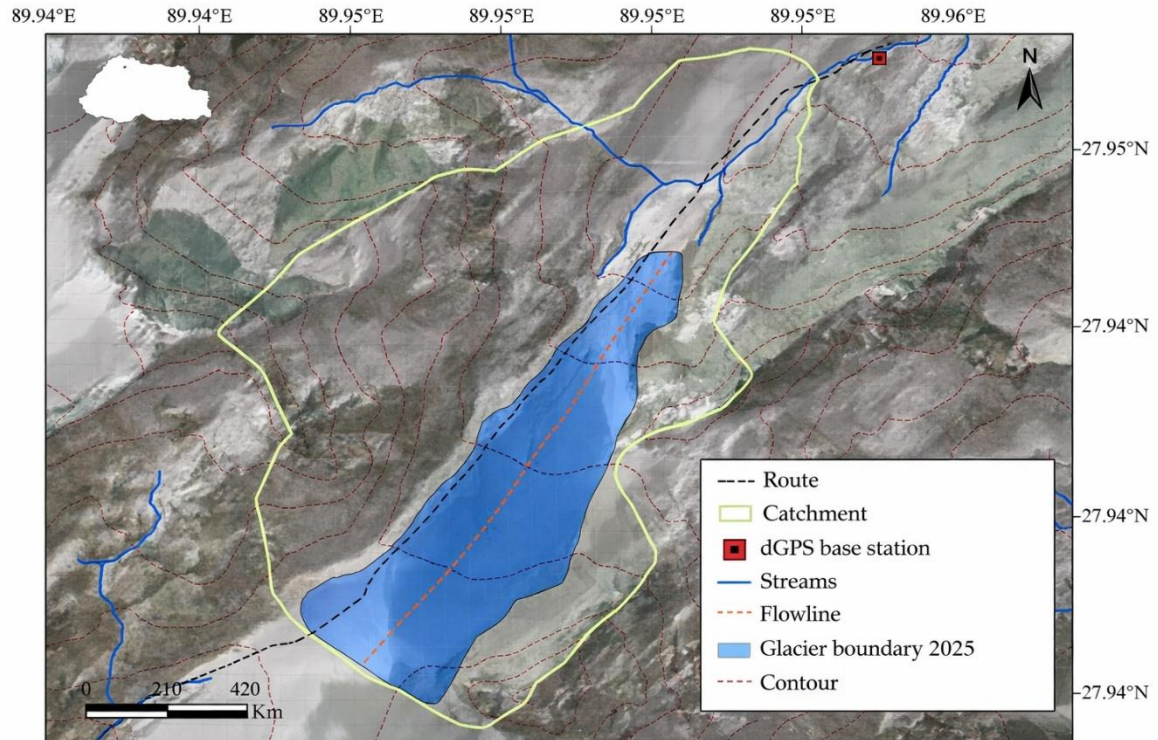 89.94°E 89.94°E 89.95°E 89.95°E 89.95°E 89.95°E 89.96°E
N
27.95°N
27.94°N
27.94°N
27.94°N
Route
Catchment
dGPS base station
Streams
Flowline
Glacier boundary 2025
Contour
0 210 420
Km